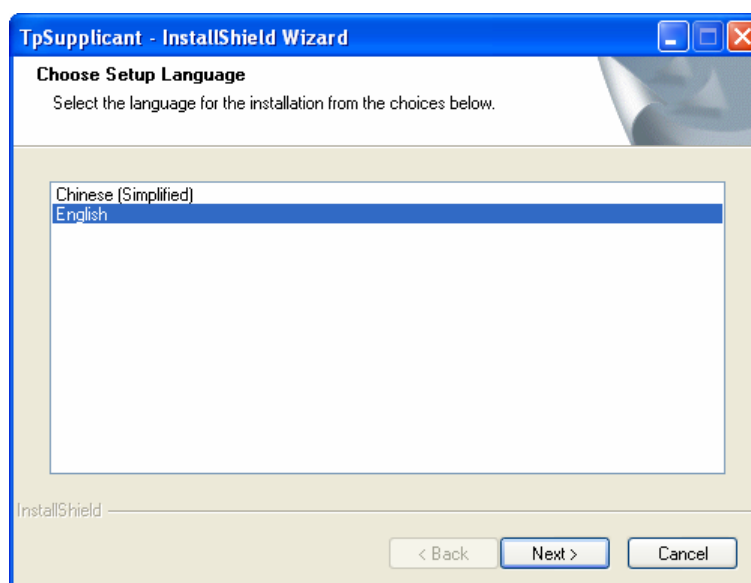 TpSupplicant - InstallShield Wizard
Choose Setup Language
Select the language for the installation from the choices below.
Chinese (Simplified)
English
InstallShield
< Back Next > Cancel